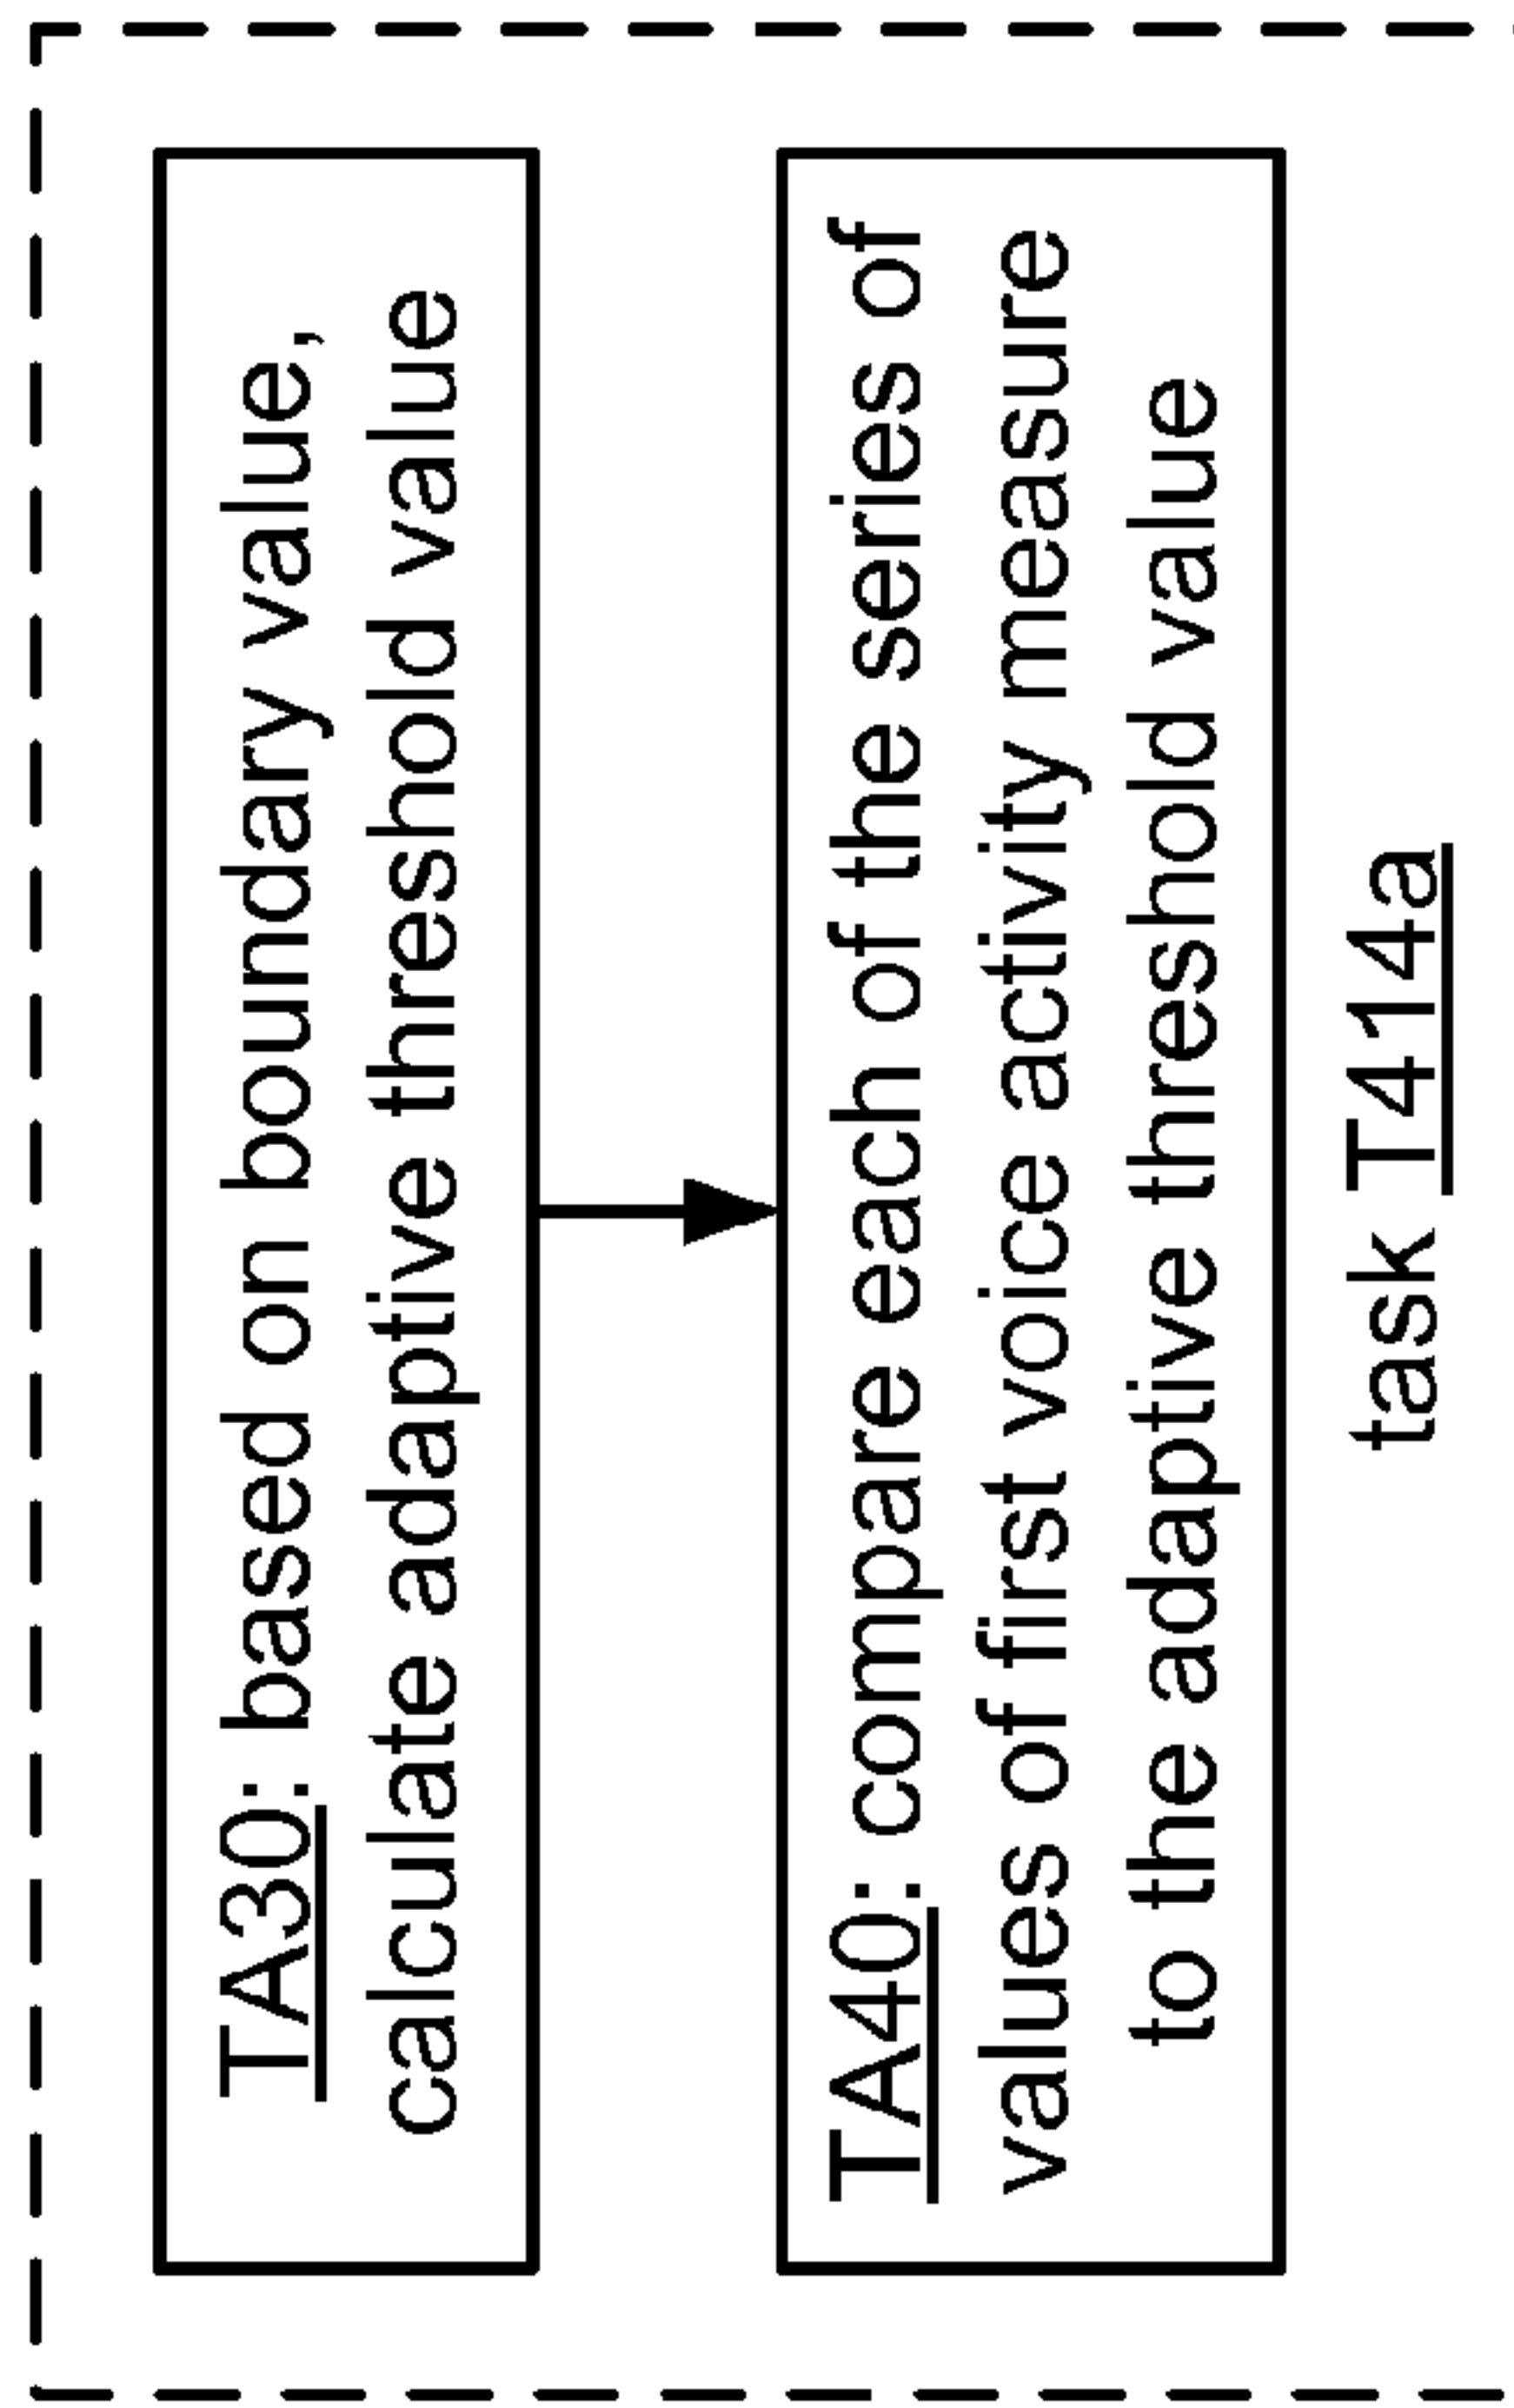 TA30: based on boundary value,
calculate adaptive threshold value
TA40: compare each of the series of
values of first voice activity measure
to the adaptive threshold value
task T414a